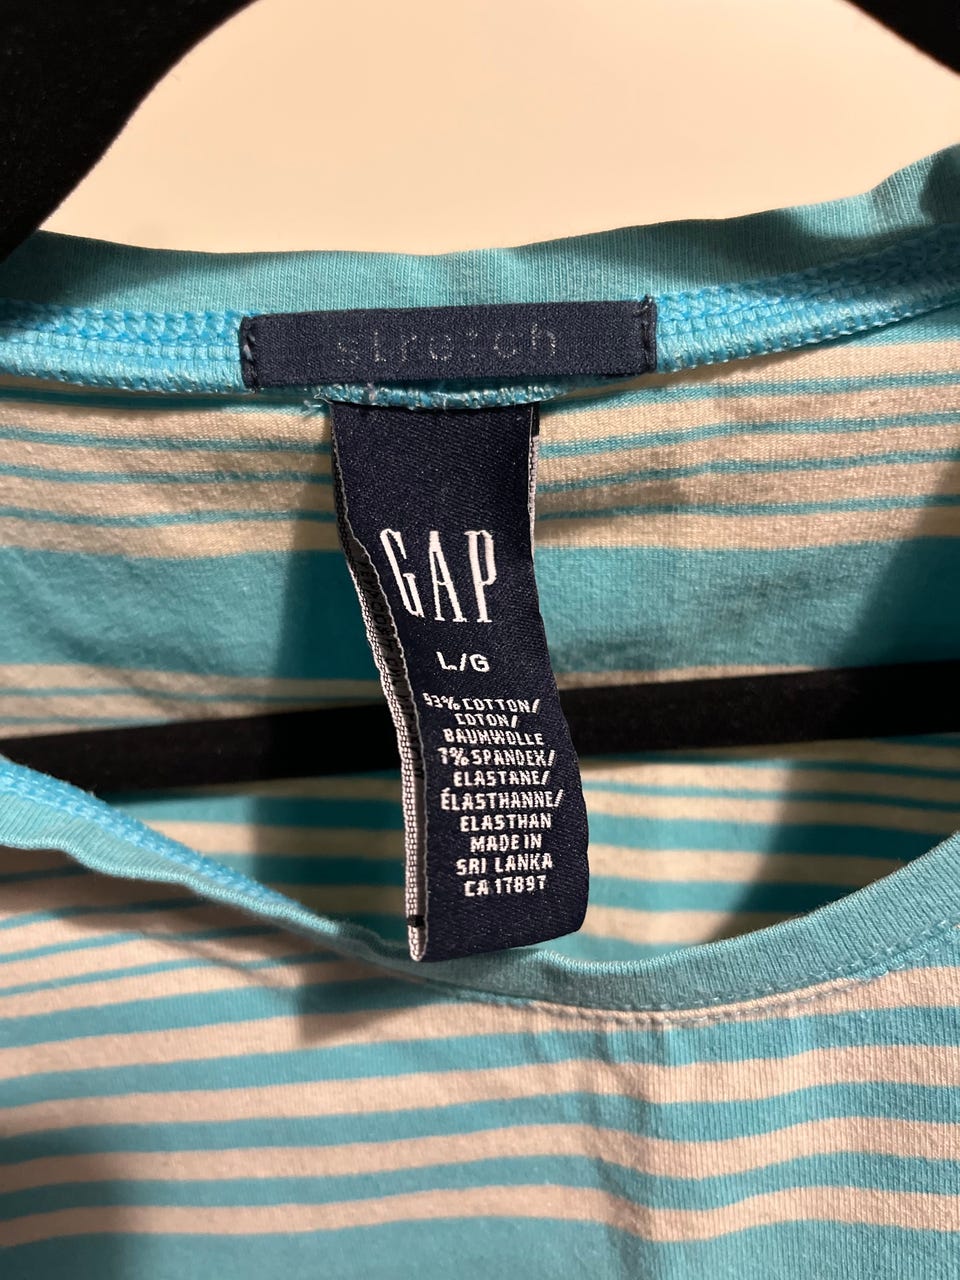 stretch
GAP
L/G
93% COTTON/
COTON/
BAUMWOLLE
7% SPANDEX/
ELASTANE/
ÉLASTHANNE/
ELASTHAN
MADE IN
SRI LANKA
CA 17897